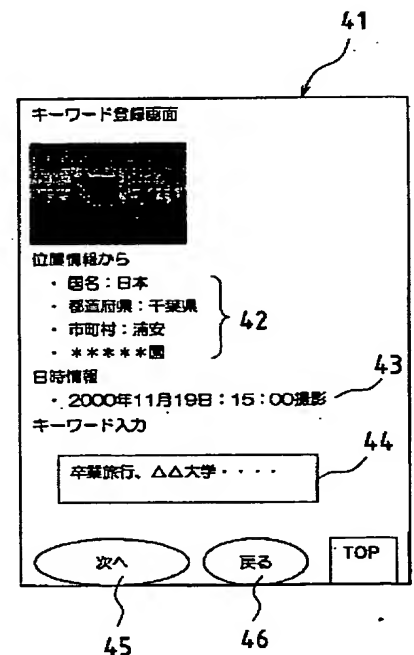 41
キーワード登録画面
位置情報から
・ 国名：日本
・ 都道府県：千葉県
・ 市町村：浦安
・ ＊＊＊＊＊園
42
日時情報
43
・ 2000年11月19日：15：00撮影
キーワード入力
44
卒業旅行、△△大学・・・・
次へ
戻る
TOP
45
46